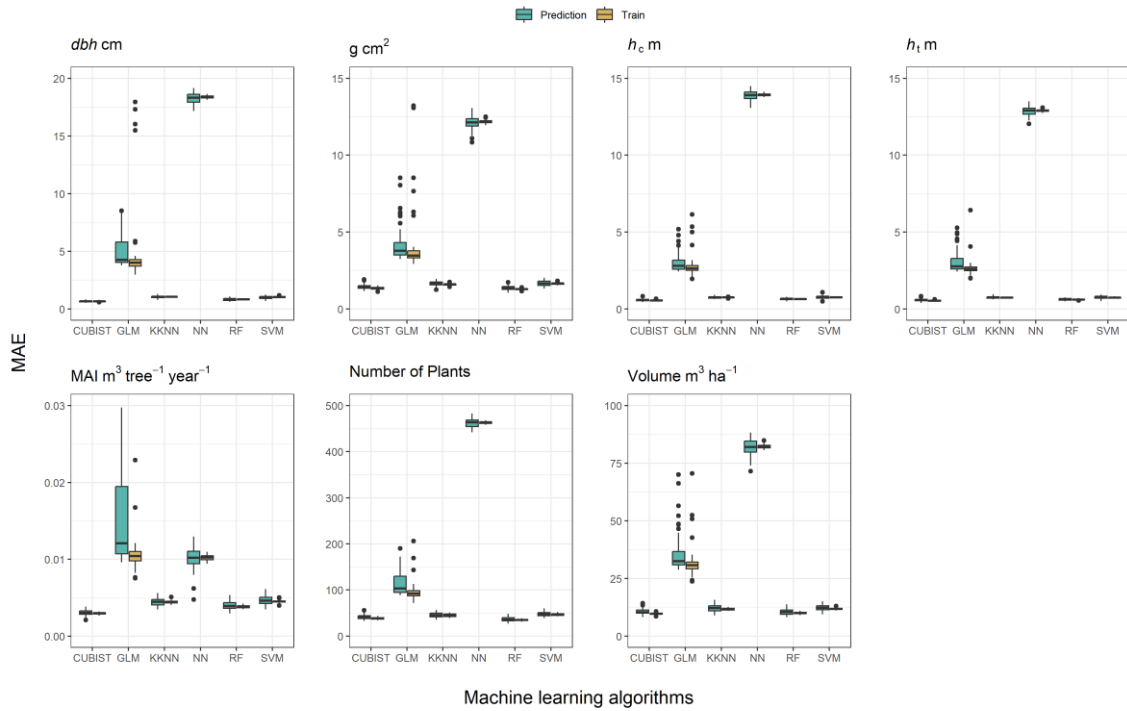 Prediction Train
dbh cm
g cm²
h_c m
h_t m
20
15
10
5
0
15
10
5
0
15
10
5
0
15
10
5
0
CUBIST GLM KKNN NN RF SVM
CUBIST GLM KKNN NN RF SVM
CUBIST GLM KKNN NN RF SVM
CUBIST GLM KKNN NN RF SVM
MAE
MAI m³ tree⁻¹ year⁻¹
Number of Plants
Volume m³ ha⁻¹
0.03
0.02
0.01
0.00
500
400
300
200
100
0
100
75
50
25
0
CUBIST GLM KKNN NN RF SVM
CUBIST GLM KKNN NN RF SVM
CUBIST GLM KKNN NN RF SVM
Machine learning algorithms